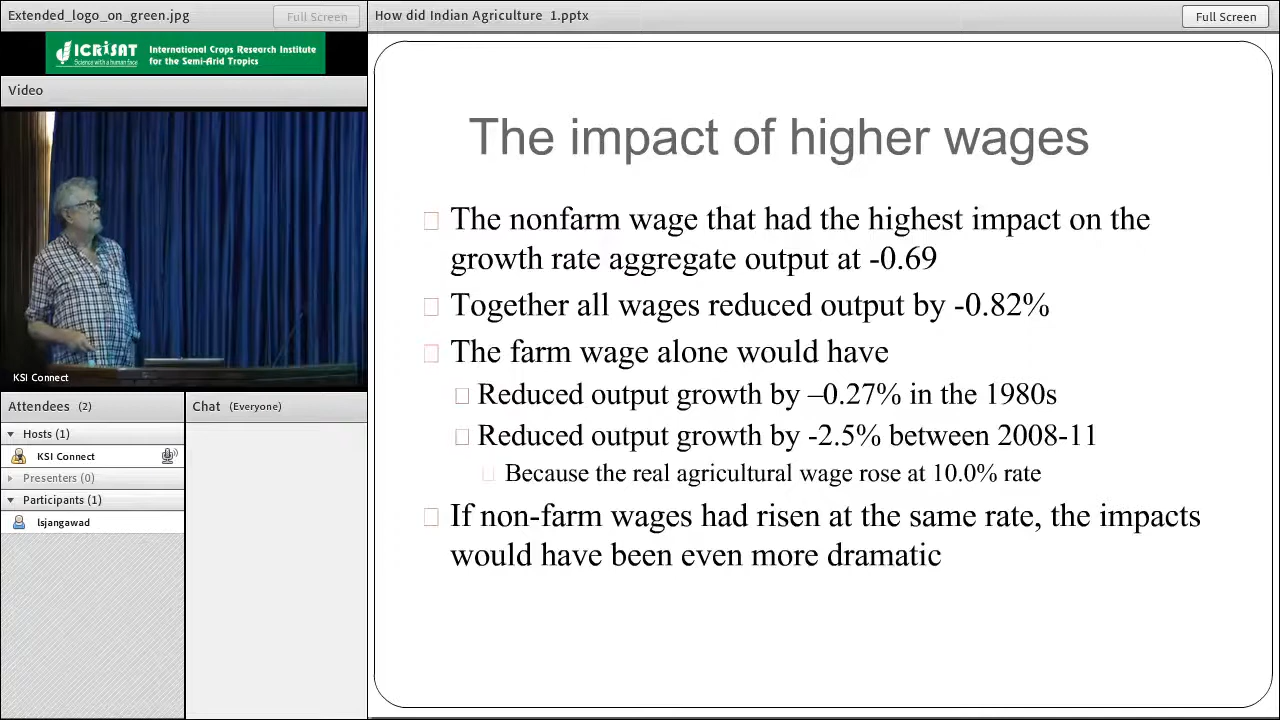 Extended_logo_on_green.jpg
Full Screen
How did Indian Agriculture 1.pptx
Full Screen
ICRISAT
Science with a human face
International Crops Research Institute
for the Semi-Arid Tropics
Video
KSI Connect
Attendees (2)
Hosts (1)
KSI Connect
Presenters (0)
Participants (1)
lsjangawad
Chat (Everyone)
The impact of higher wages
The nonfarm wage that had the highest impact on the
growth rate aggregate output at -0.69
Together all wages reduced output by -0.82%
The farm wage alone would have
Reduced output growth by –0.27% in the 1980s
Reduced output growth by -2.5% between 2008-11
Because the real agricultural wage rose at 10.0% rate
If non-farm wages had risen at the same rate, the impacts
would have been even more dramatic